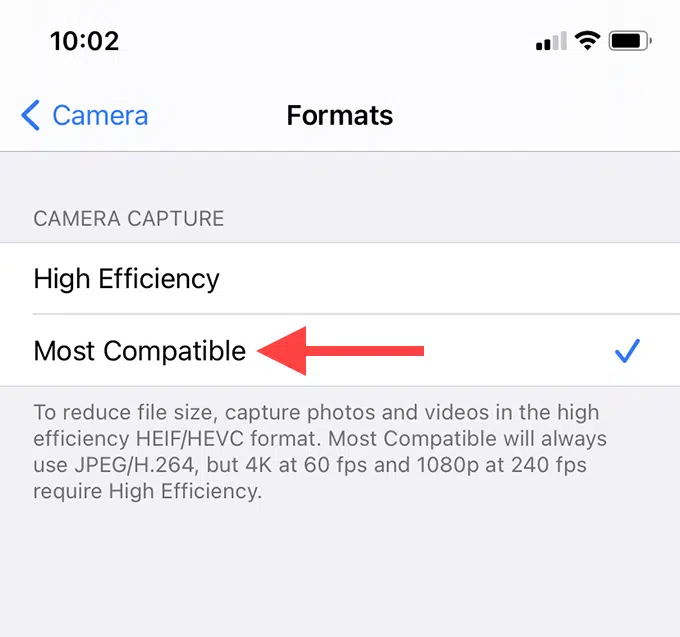 10:02
Camera
Formats
CAMERA CAPTURE
High Efficiency
Most Compatible
To reduce file size, capture photos and videos in the high
efficiency HEIF/HEVC format. Most Compatible will always
use JPEG/H.264, but 4K at 60 fps and 1080p at 240 fps
require High Efficiency.